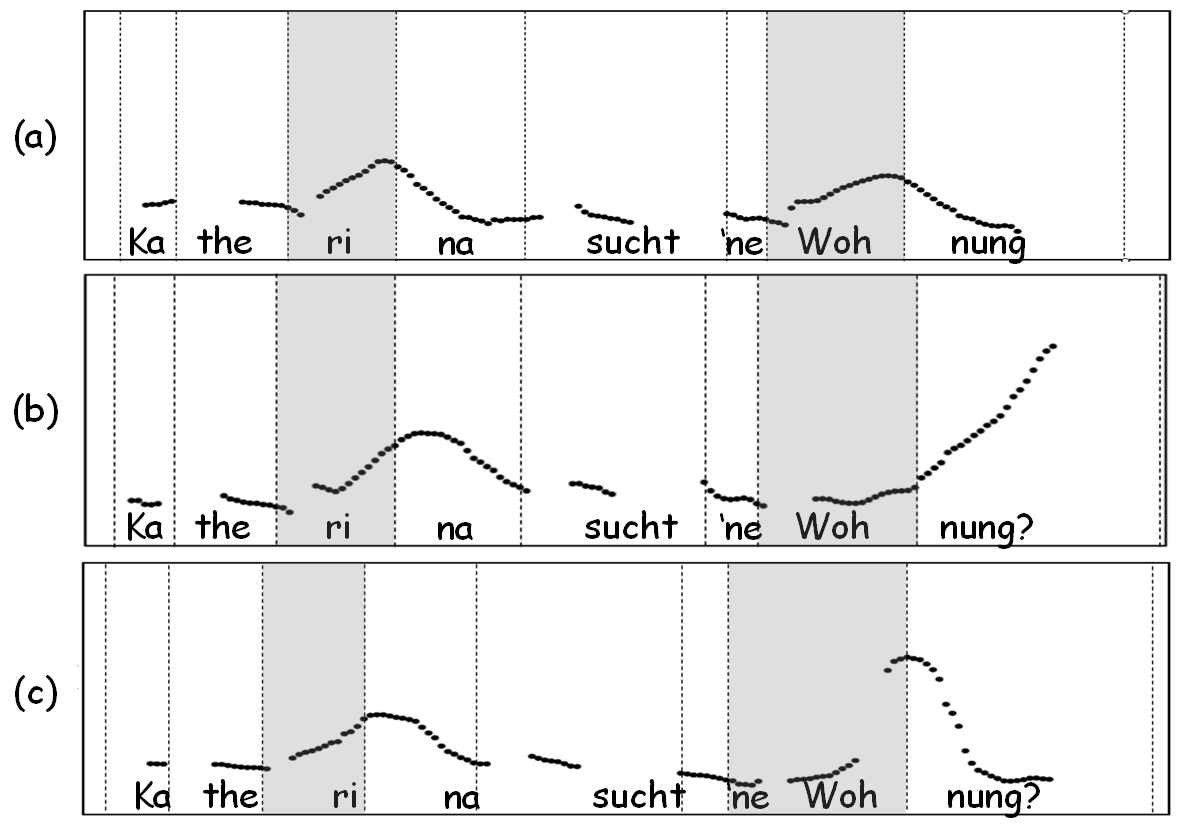 (a)
Ka the ri na sucht 'ne Woh nung
(b)
Ka the ri na sucht 'ne Woh nung?
(c)
Ka the ri na sucht 'ne Woh nung?